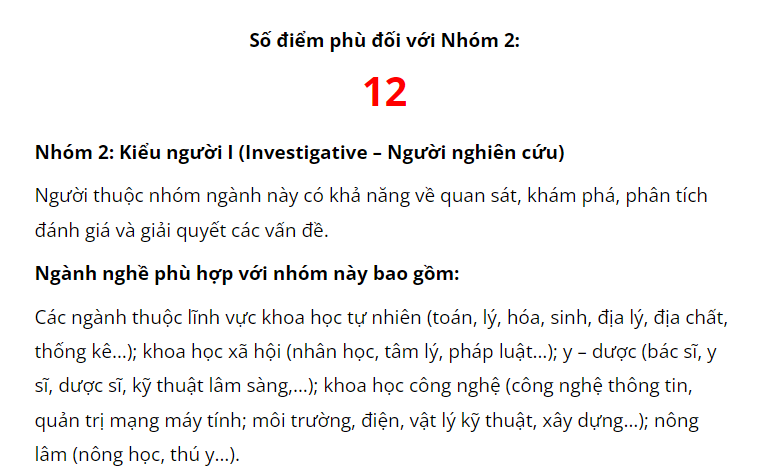 Số điểm phù đối với Nhóm 2:
12
Nhóm 2: Kiểu người I (Investigative – Người nghiên cứu)
Người thuộc nhóm ngành này có khả năng về quan sát, khám phá, phân tích
đánh giá và giải quyết các vấn đề.
Ngành nghề phù hợp với nhóm này bao gồm:
Các ngành thuộc lĩnh vực khoa học tự nhiên (toán, lý, hóa, sinh, địa lý, địa chất,
thống kê…); khoa học xã hội (nhân học, tâm lý, pháp luật…); y – dược (bác sĩ, y
sĩ, dược sĩ, kỹ thuật lâm sàng,…); khoa học công nghệ (công nghệ thông tin,
quản trị mạng máy tính; môi trường, điện, vật lý kỹ thuật, xây dựng…); nông
lâm (nông học, thú y…).